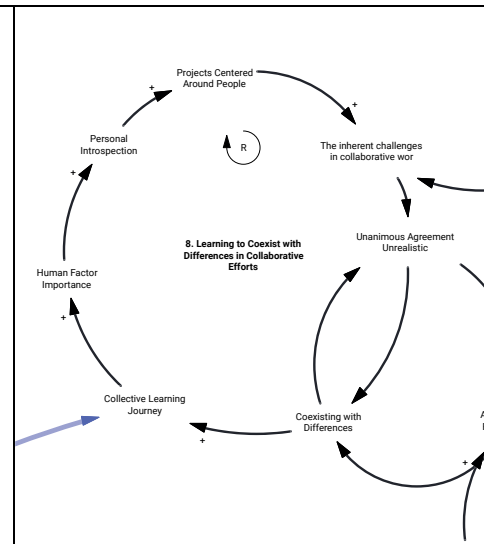 Projects Centered
Around People
+
+
Personal
Introspection
+
R
The inherent challenges
in collaborative wor
8. Learning to Coexist with
Differences in Collaborative
Efforts
Unanimous Agreement
Unrealistic
Human Factor
Importance
+
Collective Learning
Journey
+
Coexisting with
Differences
+